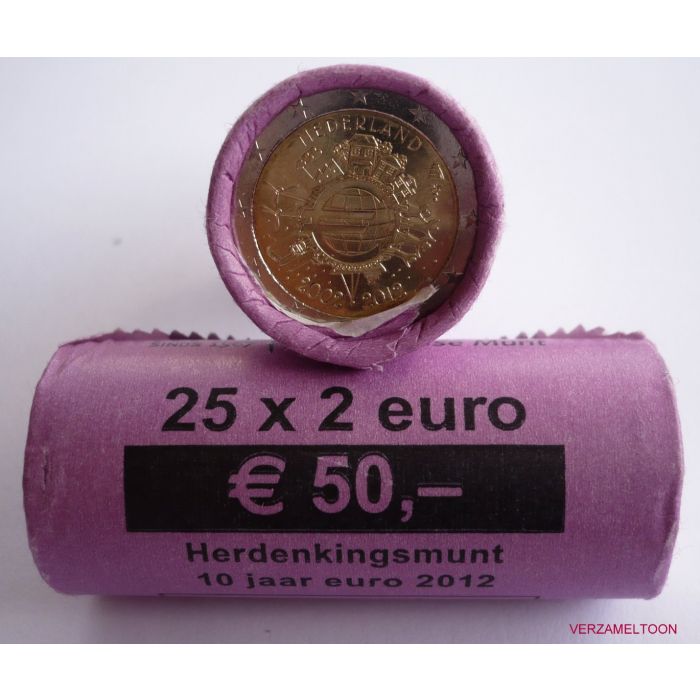 NEDERLAND
2002 - 2012
25 x 2 euro
€ 50,–
Herdenkingsmunt
10 jaar euro 2012
VERZAMELTOON